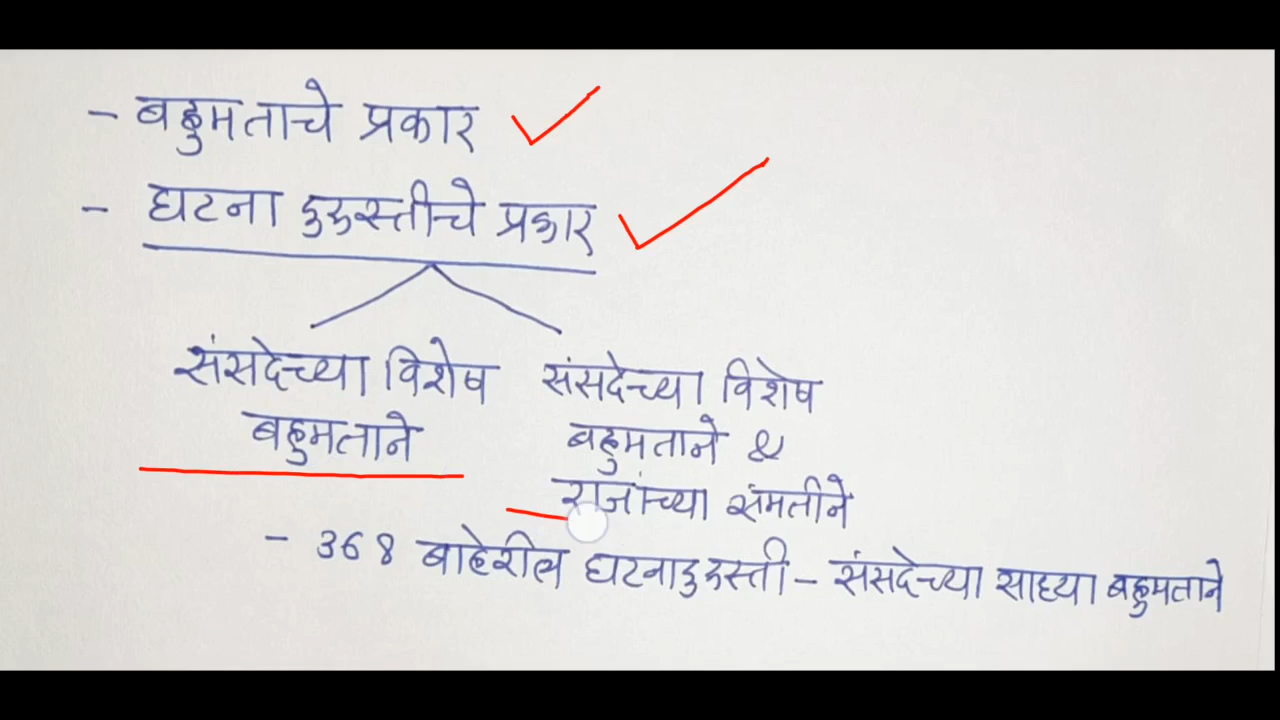 - बहुमताचे प्रकार
- घटना दुरुस्तीचे प्रकार
संसदेच्या विशेष बहुमताने
संसदेच्या विशेष बहुमताने & राजांच्या संमतीने
- 368 बाहेरील घटनादुरुस्ती - संसदेच्या साध्या बहुमताने